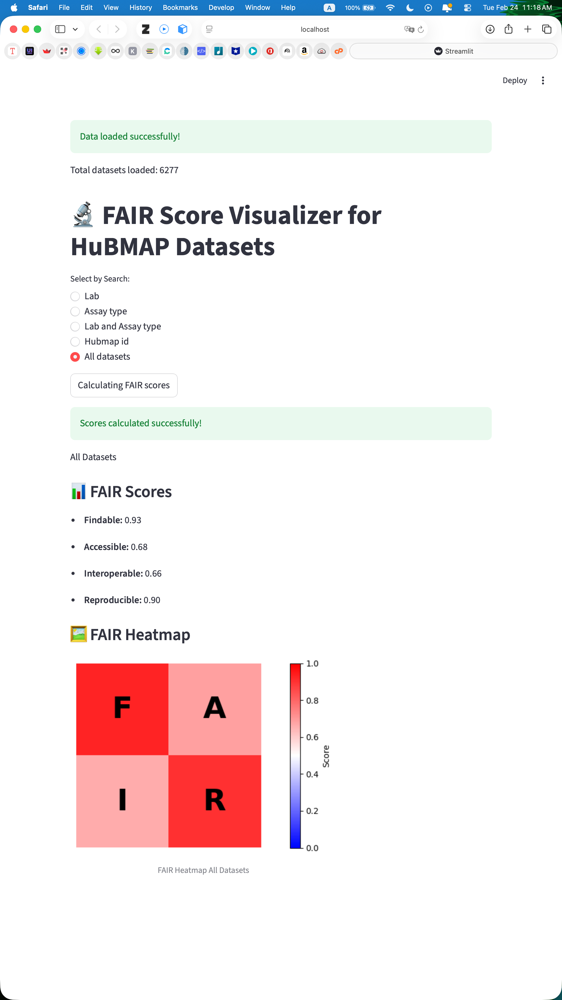 Safari File Edit View History Bookmarks Develop Window Help A 100% Tue Feb 24 11:18 AM
localhost
T UI K </> a cP Streamlit
Deploy
Data loaded successfully!
Total datasets loaded: 6277
FAIR Score Visualizer for
HuBMAP Datasets
Select by Search:
Lab
Assay type
Lab and Assay type
Hubmap id
All datasets
Calculating FAIR scores
Scores calculated successfully!
All Datasets
FAIR Scores
• Findable: 0.93
• Accessible: 0.68
• Interoperable: 0.66
• Reproducible: 0.90
FAIR Heatmap
F A
I R
1.0
0.8
0.6
0.4
0.2
0.0
Score
FAIR Heatmap All Datasets